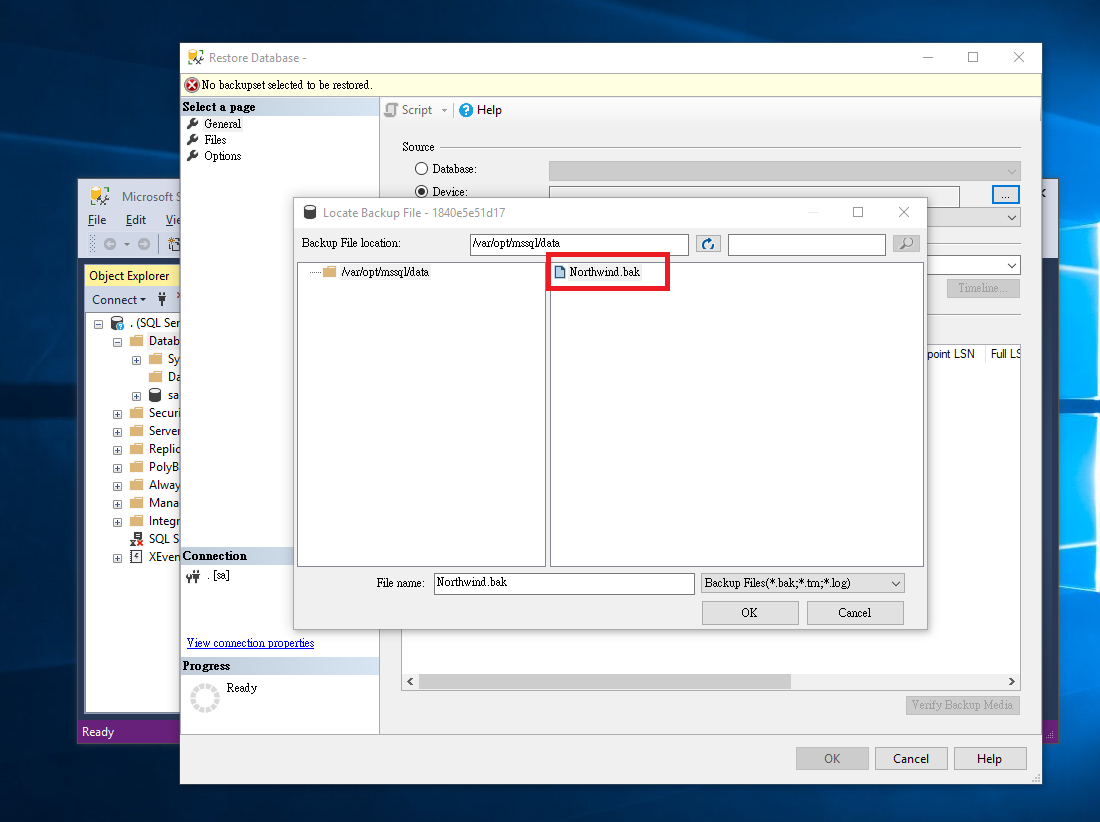 Restore Database -
No backupset selected to be restored.
Select a page
General
Files
Options
Script
Help
Source
Database:
Device:
...
Microsoft S
File Edit Vie
Object Explorer
Connect
. (SQL Ser
Datab
Sy
Da
sa
Securi
Server
Replic
PolyB
Alway
Mana
Integr
SQL S
XEven
Ready
Locate Backup File - 1840e5e51d17
Backup File location:
/var/opt/mssql/data
/var/opt/mssql/data
Northwind.bak
File name:
Northwind.bak
Backup Files(*.bak;*.trn;*.log)
OK
Cancel
Timeline...
point LSN
Full LS
Connection
. [sa]
View connection properties
Progress
Ready
Verify Backup Media
OK
Cancel
Help